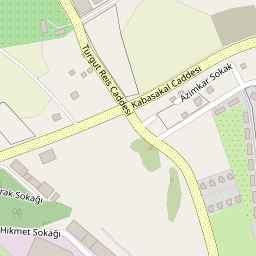 Turgut Reis Caddesi
Kabasakal Caddesi
Azimkar Sokak
rak Sokağı
Hikmet Sokağı